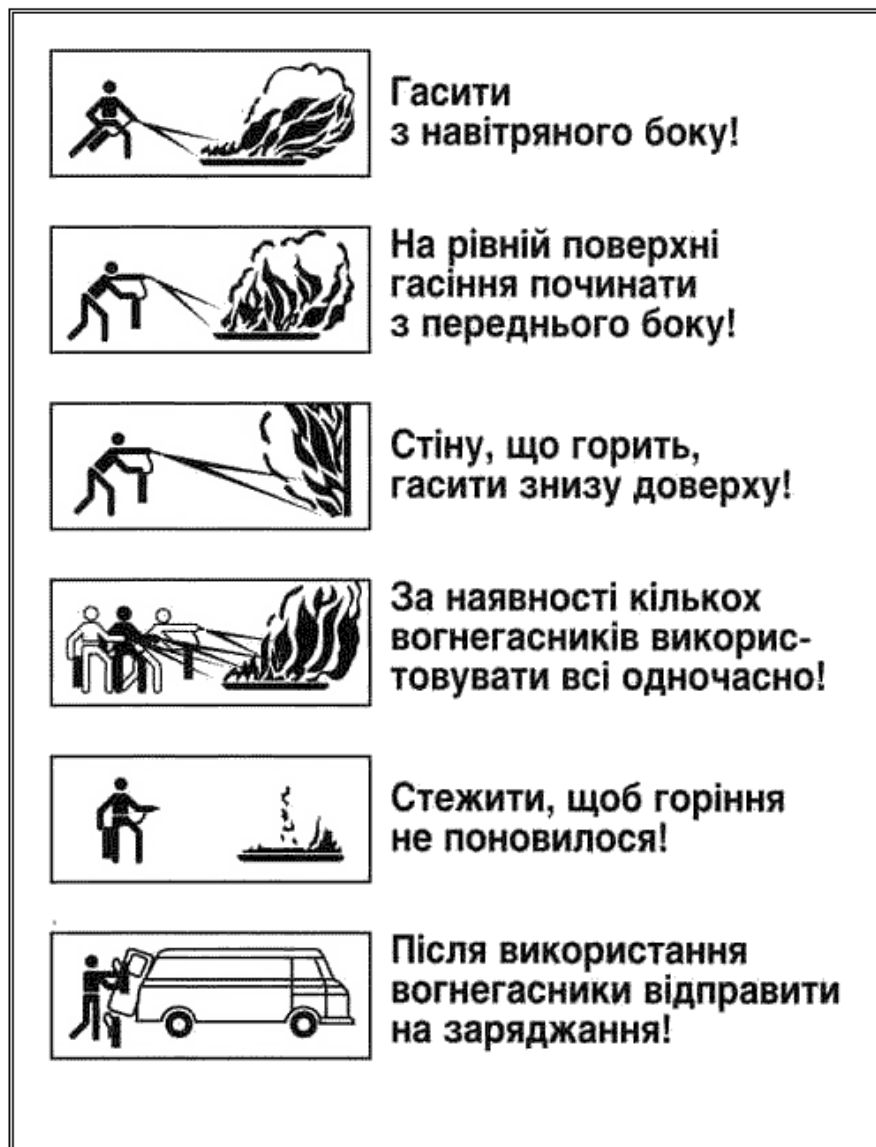 Гасити
з навітряного боку!
На рівній поверхні
гасіння починати
з переднього боку!
Стіну, що горить,
гасити знизу доверху!
За наявності кількох
вогнегасників викорис-
товувати всі одночасно!
Стежити, щоб горіння
не поновилося!
Після використання
вогнегасники відправити
на заряджання!